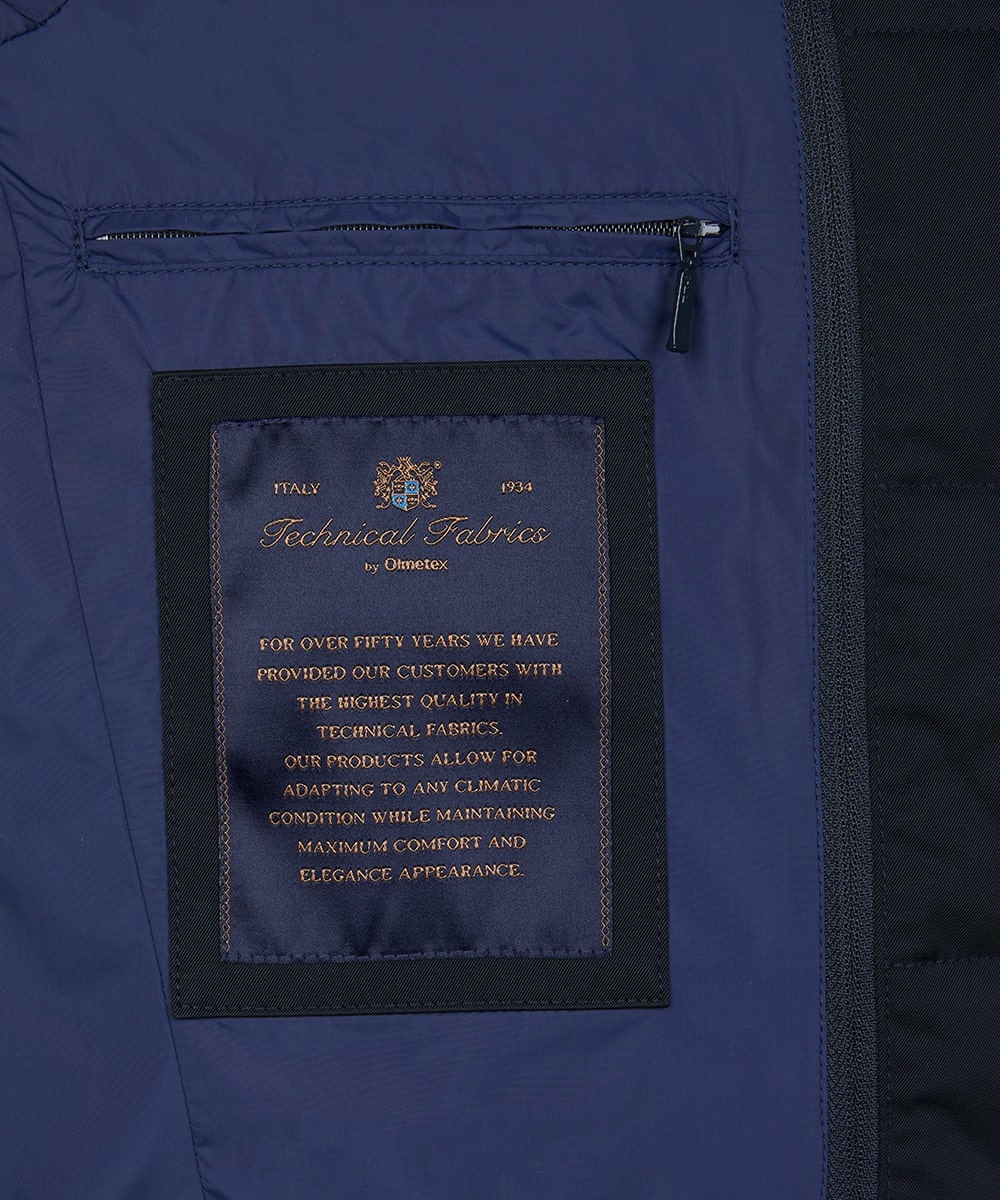 ITALY 1934
Technical Fabrics
by Olmetex
FOR OVER FIFTY YEARS WE HAVE
PROVIDED OUR CUSTOMERS WITH
THE HIGHEST QUALITY IN
TECHNICAL FABRICS.
OUR PRODUCTS ALLOW FOR
ADAPTING TO ANY CLIMATIC
CONDITION WHILE MAINTAINING
MAXIMUM COMFORT AND
ELEGANCE APPEARANCE.